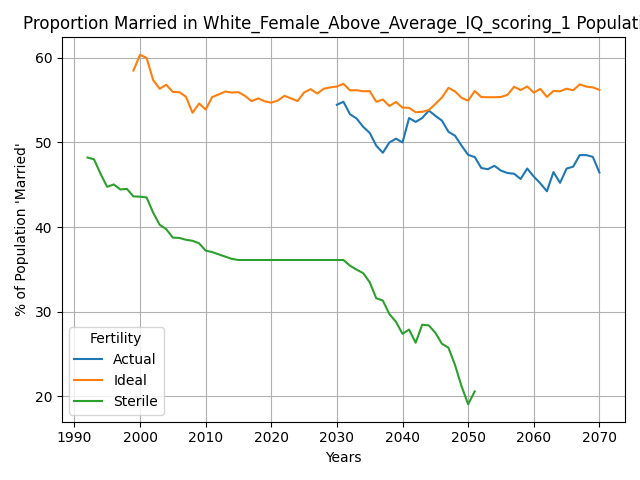 Proportion Married in White_Female_Above_Average_IQ_scoring_1 Populati
% of Population 'Married'
60
50
40
30
20
Fertility
Actual
Ideal
Sterile
1990 2000 2010 2020 2030 2040 2050 2060 2070
Years